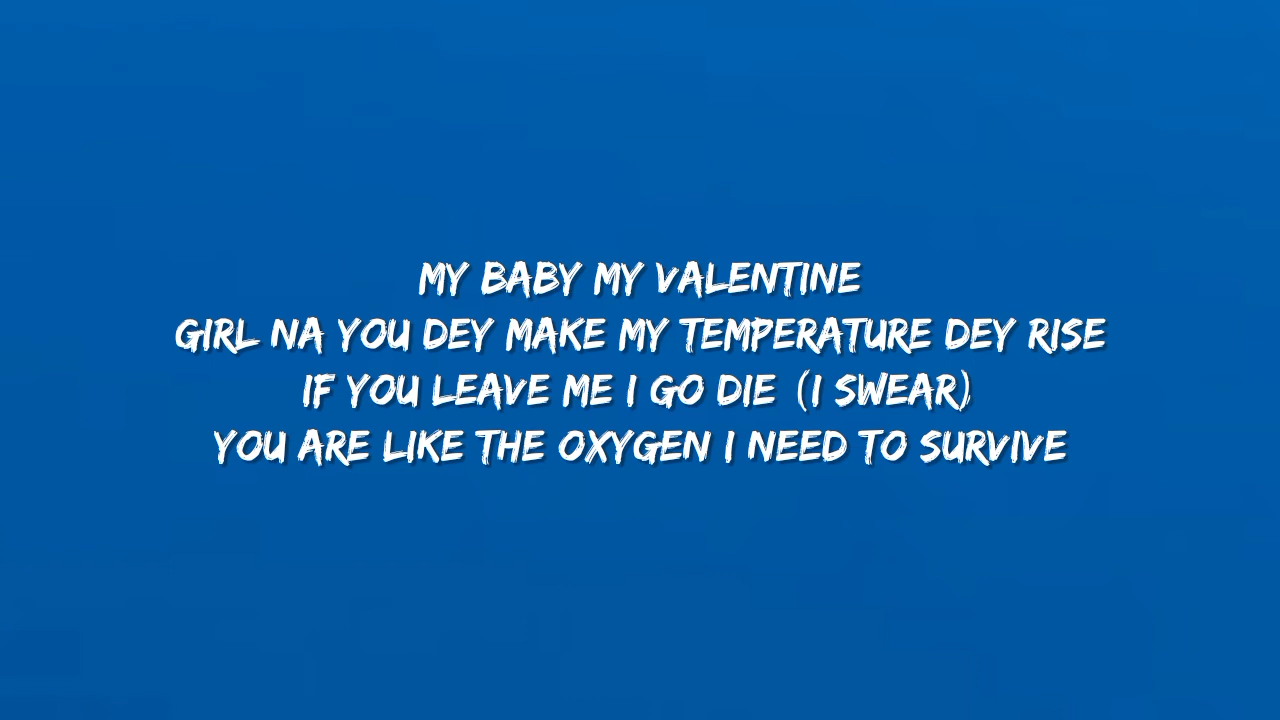 MY BABY MY VALENTINE
GIRL NA YOU DEY MAKE MY TEMPERATURE DEY RISE
IF YOU LEAVE ME I GO DIE (I SWEAR)
YOU ARE LIKE THE OXYGEN I NEED TO SURVIVE